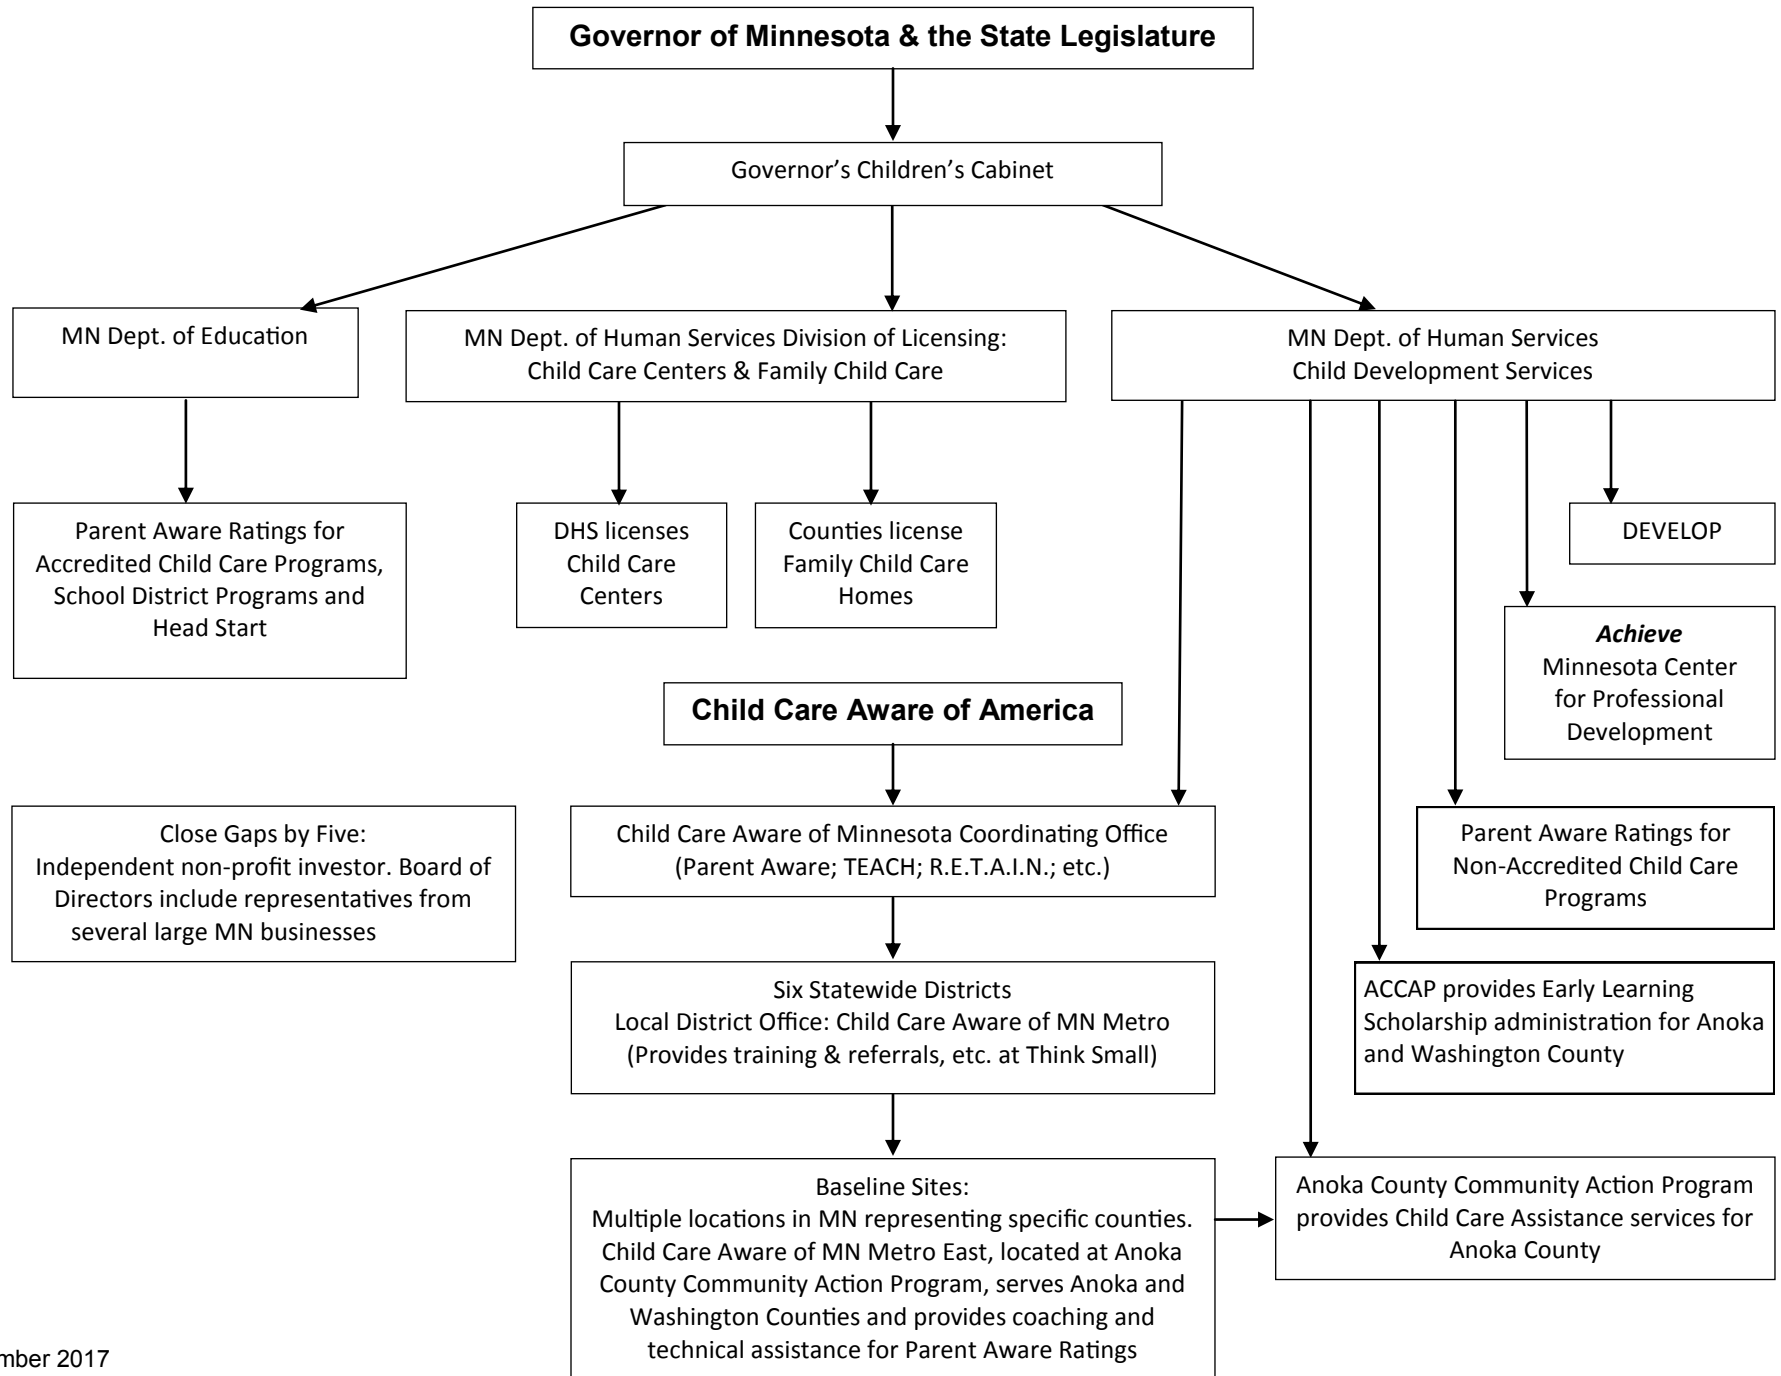 Governor of Minnesota & the State Legislature
Governor's Children's Cabinet
MN Dept. of Education
MN Dept. of Human Services Division of Licensing:
Child Care Centers & Family Child Care
MN Dept. of Human Services
Child Development Services
Parent Aware Ratings for
Accredited Child Care Programs,
School District Programs and
Head Start
DHS licenses
Child Care
Centers
Counties license
Family Child Care
Homes
DEVELOP
Achieve
Minnesota Center
for Professional
Development
Child Care Aware of America
Close Gaps by Five:
Independent non-profit investor. Board of
Directors include representatives from
several large MN businesses
Child Care Aware of Minnesota Coordinating Office
(Parent Aware; TEACH; R.E.T.A.I.N.; etc.)
Parent Aware Ratings for
Non-Accredited Child Care
Programs
Six Statewide Districts
Local District Office: Child Care Aware of MN Metro
(Provides training & referrals, etc. at Think Small)
ACCAP provides Early Learning
Scholarship administration for Anoka
and Washington County
Baseline Sites:
Multiple locations in MN representing specific counties.
Child Care Aware of MN Metro East, located at Anoka
County Community Action Program, serves Anoka and
Washington Counties and provides coaching and
technical assistance for Parent Aware Ratings
Anoka County Community Action Program
provides Child Care Assistance services for
Anoka County
mber 2017